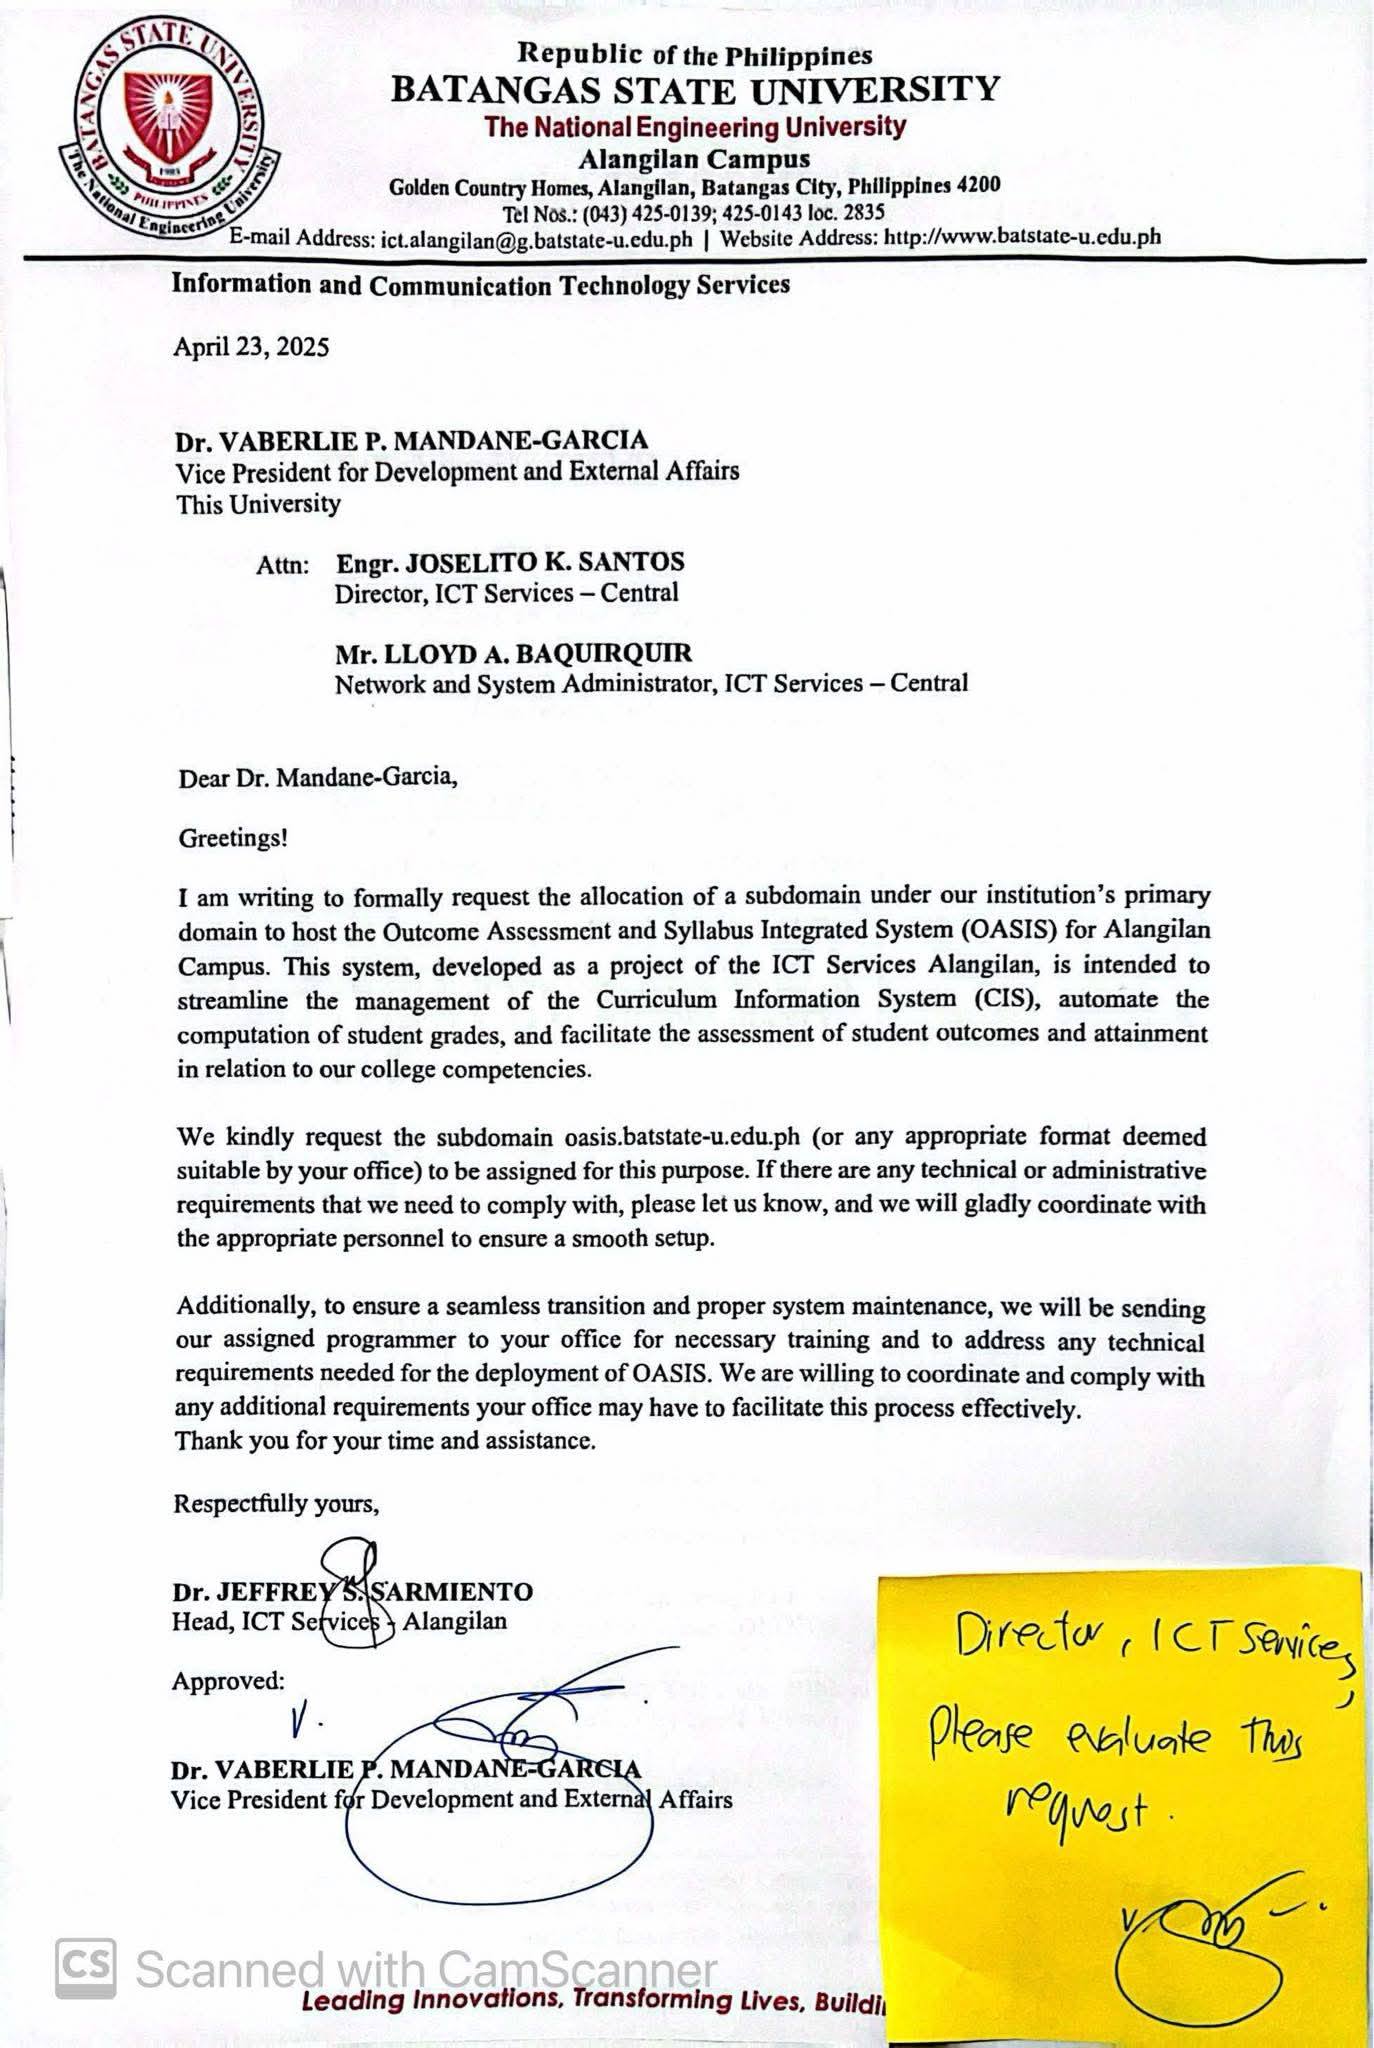 BATANGAS STATE UNIVERSITY
The National Engineering University
PHILIPPINES
1903
Republic of the Philippines
BATANGAS STATE UNIVERSITY
The National Engineering University
Alangilan Campus
Golden Country Homes, Alangilan, Batangas City, Philippines 4200
Tel Nos.: (043) 425-0139; 425-0143 loc. 2835
E-mail Address: ict.alangilan@g.batstate-u.edu.ph | Website Address: http://www.batstate-u.edu.ph
Information and Communication Technology Services
April 23, 2025
Dr. VABERLIE P. MANDANE-GARCIA
Vice President for Development and External Affairs
This University
Attn: Engr. JOSELITO K. SANTOS
Director, ICT Services – Central
Mr. LLOYD A. BAQUIRQUIR
Network and System Administrator, ICT Services – Central
Dear Dr. Mandane-Garcia,
Greetings!
I am writing to formally request the allocation of a subdomain under our institution's primary
domain to host the Outcome Assessment and Syllabus Integrated System (OASIS) for Alangilan
Campus. This system, developed as a project of the ICT Services Alangilan, is intended to
streamline the management of the Curriculum Information System (CIS), automate the
computation of student grades, and facilitate the assessment of student outcomes and attainment
in relation to our college competencies.
We kindly request the subdomain oasis.batstate-u.edu.ph (or any appropriate format deemed
suitable by your office) to be assigned for this purpose. If there are any technical or administrative
requirements that we need to comply with, please let us know, and we will gladly coordinate with
the appropriate personnel to ensure a smooth setup.
Additionally, to ensure a seamless transition and proper system maintenance, we will be sending
our assigned programmer to your office for necessary training and to address any technical
requirements needed for the deployment of OASIS. We are willing to coordinate and comply with
any additional requirements your office may have to facilitate this process effectively.
Thank you for your time and assistance.
Respectfully yours,
Dr. JEFFREY S. SARMIENTO
Head, ICT Services - Alangilan
Approved:
Dr. VABERLIE P. MANDANE-GARCIA
Vice President for Development and External Affairs
Director, ICT Services,
please evaluate this
request.
CS Scanned with CamScanner
Leading Innovations, Transforming Lives, Buildi